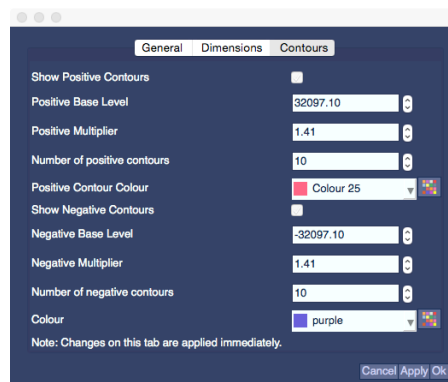 General Dimensions Contours
Show Positive Contours
Positive Base Level 32097.10
Positive Multiplier 1.41
Number of positive contours 10
Positive Contour Colour Colour 25
Show Negative Contours
Negative Base Level -32097.10
Negative Multiplier 1.41
Number of negative contours 10
Colour purple
Note: Changes on this tab are applied immediately.
Cancel Apply Ok